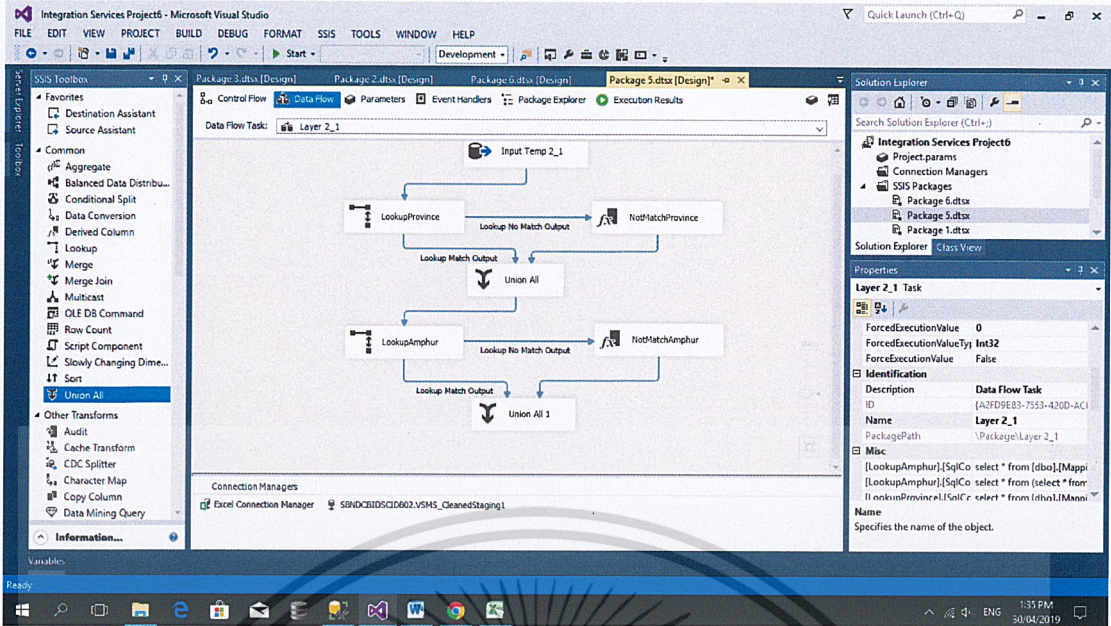 Integration Services Project6 - Microsoft Visual Studio
Quick Launch (Ctrl+Q)
FILE EDIT VIEW PROJECT BUILD DEBUG FORMAT SSIS TOOLS WINDOW HELP
Start
Development
Server Explorer
Toolbox
SSIS Toolbox
Favorites
Destination Assistant
Source Assistant
Common
Aggregate
Balanced Data Distribu...
Conditional Split
Data Conversion
Derived Column
Lookup
Merge
Merge Join
Multicast
OLE DB Command
Row Count
Script Component
Slowly Changing Dime...
Sort
Union All
Other Transforms
Audit
Cache Transform
CDC Splitter
Character Map
Copy Column
Data Mining Query
Information...
Package 3.dtsx [Design] Package 2.dtsx [Design] Package 6.dtsx [Design] Package 5.dtsx [Design]*
Control Flow Data Flow Parameters Event Handlers Package Explorer Execution Results
Data Flow Task: Layer 2_1
Input Temp 2_1
LookupProvince
Lookup No Match Output
NotMatchProvince
Lookup Match Output
Union All
LookupAmphur
Lookup No Match Output
NotMatchAmphur
Lookup Match Output
Union All 1
Connection Managers
Excel Connection Manager SBNDCBIDSCIDB02.VSMS_CleanedStaging1
Solution Explorer
Search Solution Explorer (Ctrl+;)
Integration Services Project6
Project.params
Connection Managers
SSIS Packages
Package 6.dtsx
Package 5.dtsx
Package 1.dtsx
Solution Explorer Class View
Properties
Layer 2_1 Task
ForcedExecutionValue 0
ForcedExecutionValueTyp Int32
ForceExecutionValue False
Identification
Description Data Flow Task
ID {A2FD9E83-7553-420D-ACI
Name Layer 2_1
PackagePath \Package\Layer 2_1
Misc
[LookupAmphur].[SqlCo select * from [dbo].[Mappi
[LookupAmphur].[SqlCo select * from (select * from
[LookupProvince].[SqlCo select * from [dbo].[Mappi
Name
Specifies the name of the object.
Variables
Ready
ENG
1:35 PM
30/04/2019